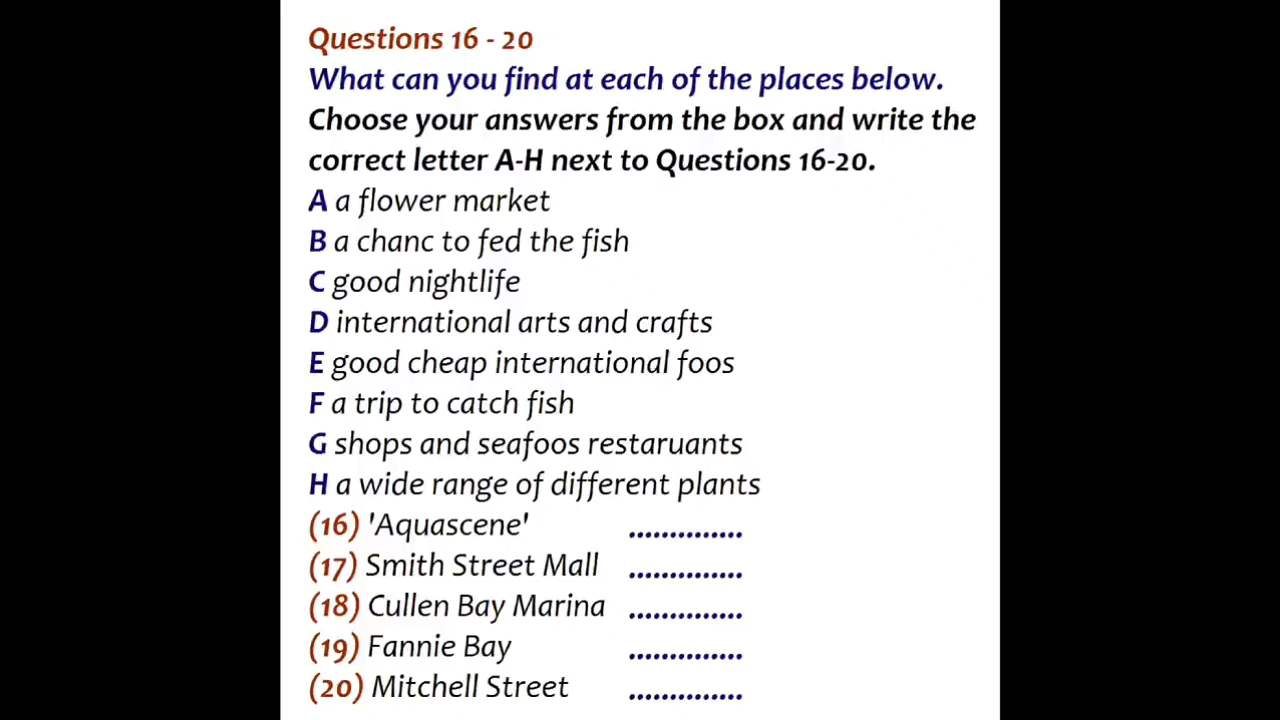 Questions 16 - 20
What can you find at each of the places below.
Choose your answers from the box and write the
correct letter A-H next to Questions 16-20.
A a flower market
B a chanc to fed the fish
C good nightlife
D international arts and crafts
E good cheap international foos
F a trip to catch fish
G shops and seafoos restaruants
H a wide range of different plants
(16) 'Aquascene' ..............
(17) Smith Street Mall ..............
(18) Cullen Bay Marina ..............
(19) Fannie Bay ..............
(20) Mitchell Street ..............